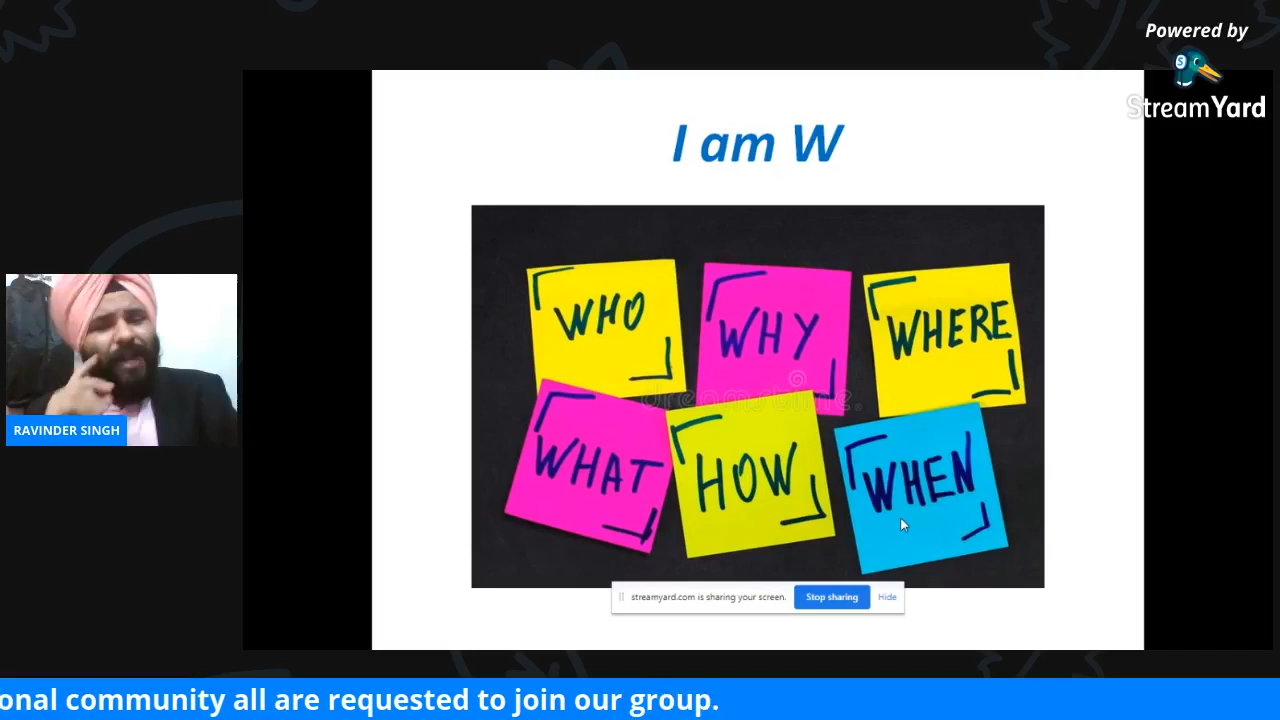 Powered by
StreamYard
I am W
WHO
WHY
WHERE
WHAT
HOW
WHEN
dreamstime.
streamyard.com is sharing your screen. Stop sharing Hide
RAVINDER SINGH
onal community all are requested to join our group.